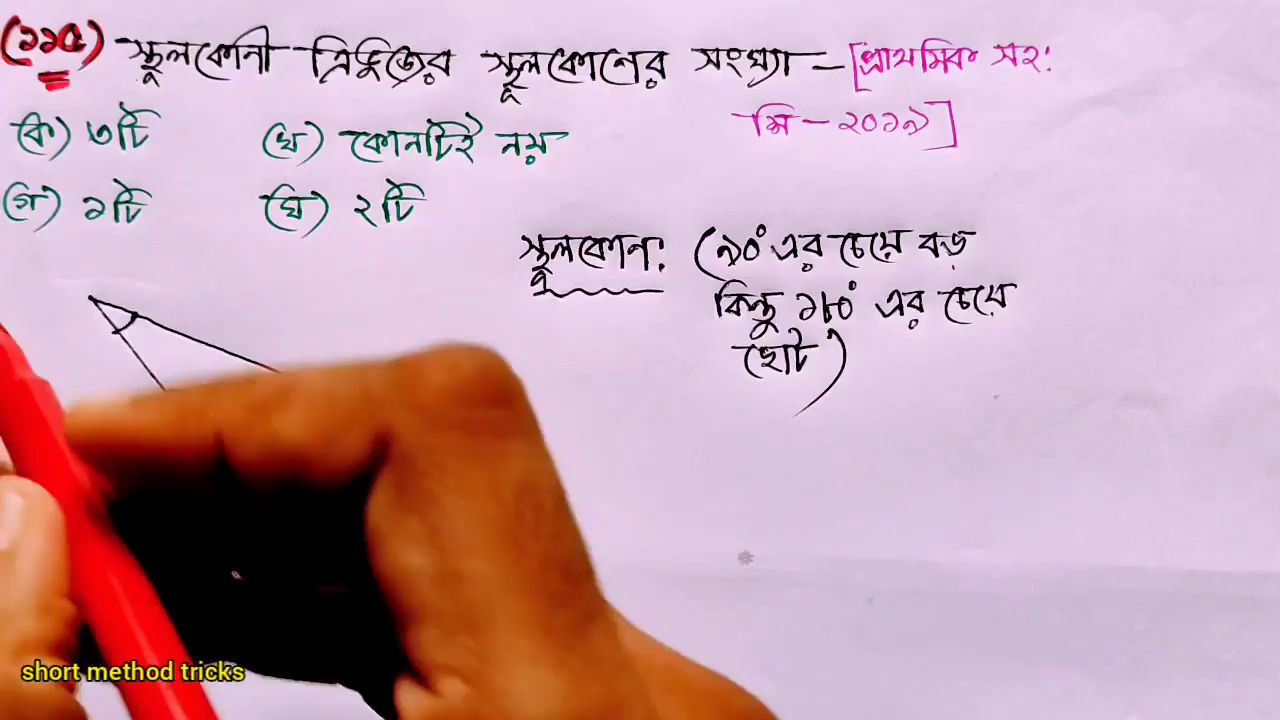 (১১৫) স্থূলকোনী ত্রিভুজের স্থূলকোনের সংখ্যা - [প্রাথমিক সহ:
শি - ২০১৯]
(ক) ৩টি (খ) কোনটিই নয়
(গ) ১টি (ঘ) ২টি
স্থূলকোন: (৯০° এর চেয়ে বড়
কিন্তু ১৮০° এর চেয়ে
ছোট)
short method tricks